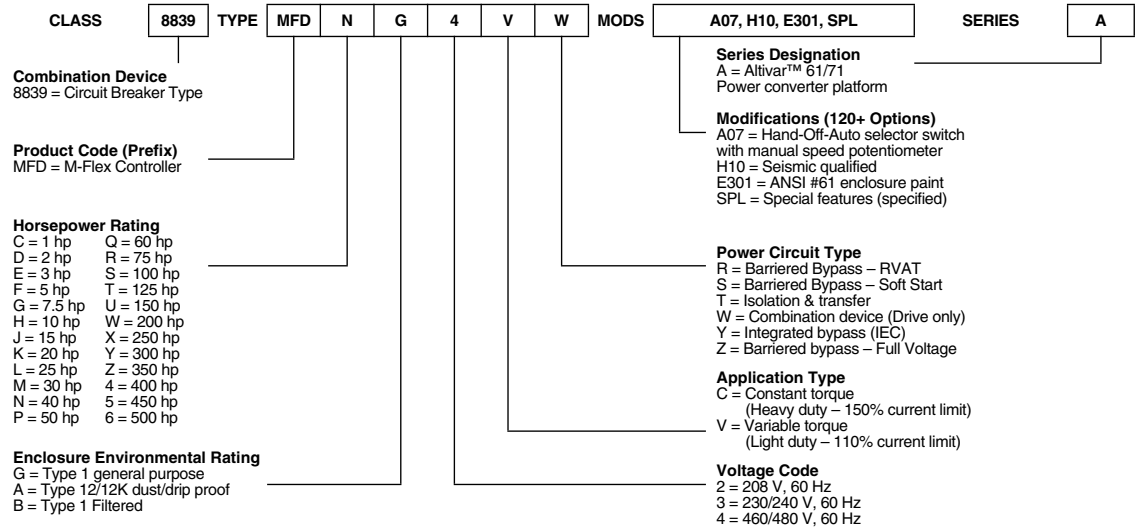 CLASS 8839 TYPE MFD N G 4 V W MODS A07, H10, E301, SPL SERIES A
Combination Device
8839 = Circuit Breaker Type
Product Code (Prefix)
MFD = M-Flex Controller
Horsepower Rating
C = 1 hp Q = 60 hp
D = 2 hp R = 75 hp
E = 3 hp S = 100 hp
F = 5 hp T = 125 hp
G = 7.5 hp U = 150 hp
H = 10 hp W = 200 hp
J = 15 hp X = 250 hp
K = 20 hp Y = 300 hp
L = 25 hp Z = 350 hp
M = 30 hp 4 = 400 hp
N = 40 hp 5 = 450 hp
P = 50 hp 6 = 500 hp
Enclosure Environmental Rating
G = Type 1 general purpose
A = Type 12/12K dust/drip proof
B = Type 1 Filtered
Series Designation
A = Altivar™ 61/71
Power converter platform
Modifications (120+ Options)
A07 = Hand-Off-Auto selector switch
with manual speed potentiometer
H10 = Seismic qualified
E301 = ANSI #61 enclosure paint
SPL = Special features (specified)
Power Circuit Type
R = Barriered Bypass – RVAT
S = Barriered Bypass – Soft Start
T = Isolation & transfer
W = Combination device (Drive only)
Y = Integrated bypass (IEC)
Z = Barriered bypass – Full Voltage
Application Type
C = Constant torque
(Heavy duty – 150% current limit)
V = Variable torque
(Light duty – 110% current limit)
Voltage Code
2 = 208 V, 60 Hz
3 = 230/240 V, 60 Hz
4 = 460/480 V, 60 Hz